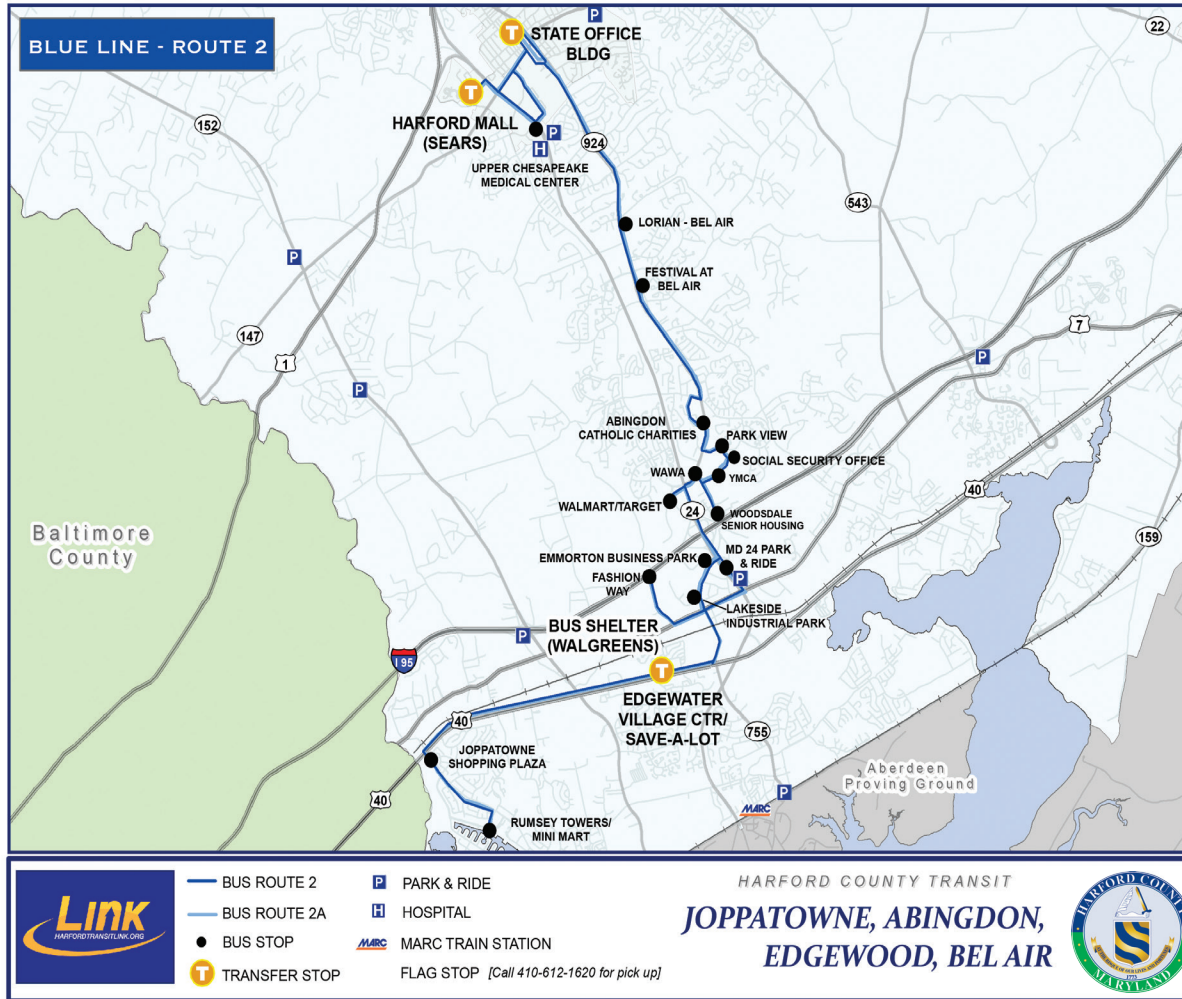 BLUE LINE - ROUTE 2
P
22
T
STATE OFFICE
BLDG
T
HARFORD MALL
(SEARS)
P
H
UPPER CHESAPEAKE
MEDICAL CENTER
152
924
543
LORIAN - BEL AIR
P
FESTIVAL AT
BEL AIR
147
1
7
P
P
ABINGDON
CATHOLIC CHARITIES
PARK VIEW
SOCIAL SECURITY OFFICE
WAWA
YMCA
WALMART/TARGET
24
WOODSDALE
SENIOR HOUSING
40
159
Baltimore
County
EMMORTON BUSINESS PARK
MD 24 PARK
& RIDE
P
FASHION
WAY
LAKESIDE
INDUSTRIAL PARK
BUS SHELTER
(WALGREENS)
P
I 95
T
EDGEWATER
VILLAGE CTR/
SAVE-A-LOT
40
755
JOPPATOWNE
SHOPPING PLAZA
40
Aberdeen
Proving Ground
P
MARC
RUMSEY TOWERS/
MINI MART
Link
HARFORDTRANSITLINK.ORG
BUS ROUTE 2
BUS ROUTE 2A
BUS STOP
T TRANSFER STOP
P PARK & RIDE
H HOSPITAL
MARC MARC TRAIN STATION
FLAG STOP [Call 410-612-1620 for pick up]
HARFORD COUNTY TRANSIT
JOPPATOWNE, ABINGDON,
EDGEWOOD, BEL AIR
HARFORD COUNTY
1773
MARYLAND